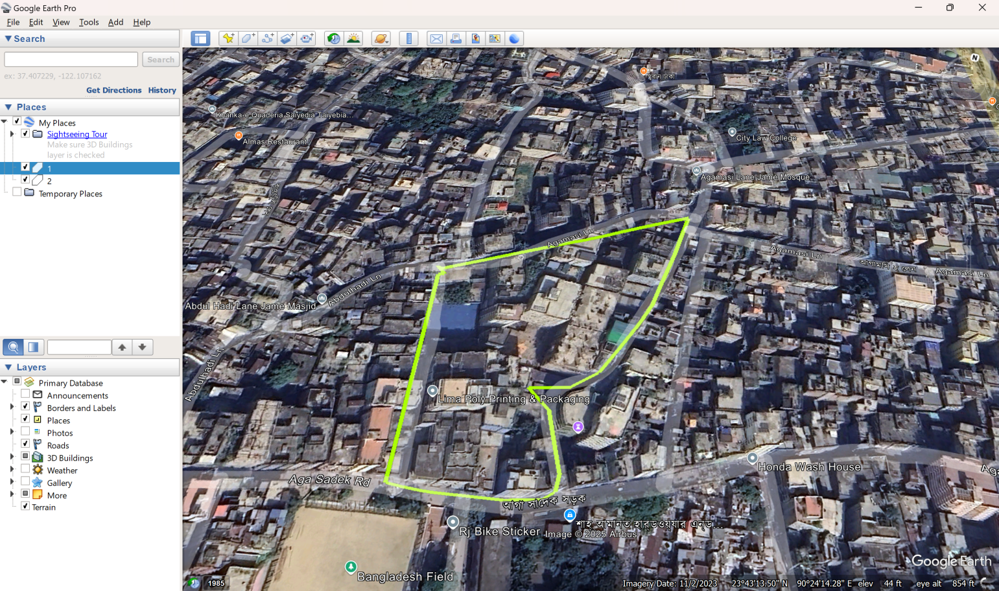 Google Earth Pro
File Edit View Tools Add Help
Search
Search
ex: 37.407229, -122.107162
Get Directions History
Places
My Places
Sightseeing Tour
Make sure 3D Buildings
layer is checked
1
2
Temporary Places
Layers
Primary Database
Announcements
Borders and Labels
Places
Photos
Roads
3D Buildings
Weather
Gallery
More
Terrain
N
পুরান ঢাকা
Khanka-e-Quaderia Saiyedia Taiyebia...
Almas Restaurant
City Law College
Agamasi Lane Jame Mosque
Agamasi Ln
Agamasi Ln
Agamasi Ln
Abdulhadi Ln
Abdul Hadi Lane Jame Masjid
Abdulhadi Ln
Lima Poly Printing & Packaging
Honda Wash House
Aga Sadek Rd
আগা সাদেক সড়ক
শাহ্ আমানত হার্ডওয়্যার এন্ড...
Rj Bike Sticker
Image © 2025 Airbus
Bangladesh Field
Google Earth
1985
Imagery Date: 11/2/2023 23°43'13.50" N 90°24'14.28" E elev 44 ft eye alt 854 ft